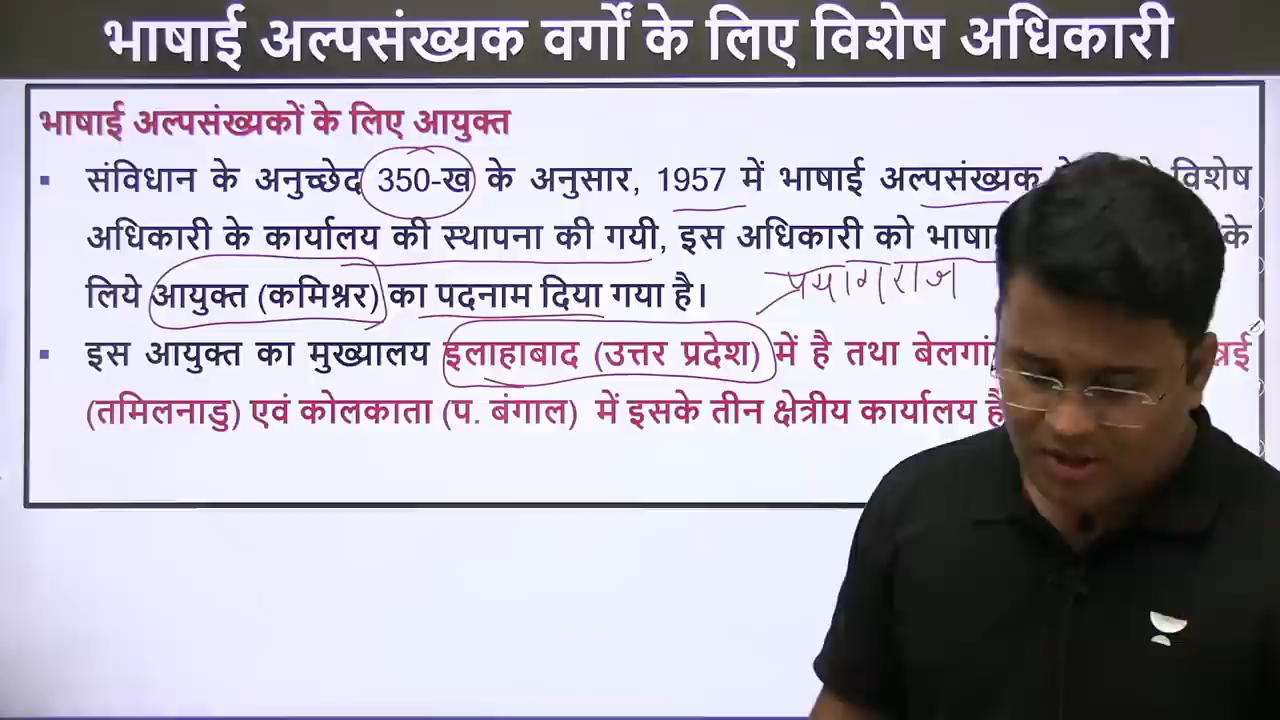 भाषाई अल्पसंख्यक वर्गों के लिए विशेष अधिकारी
भाषाई अल्पसंख्यकों के लिए आयुक्त
▪ संविधान के अनुच्छेद 350-ख के अनुसार, 1957 में भाषाई अल्पसंख्यक विशेष
अधिकारी के कार्यालय की स्थापना की गयी, इस अधिकारी को के
लिये आयुक्त (कमिश्नर) का पदनाम दिया गया है।
प्रयागराज
▪ इस आयुक्त का मुख्यालय इलाहाबाद (उत्तर प्रदेश) में है तथा
(तमिलनाडु) एवं कोलकाता (प. बंगाल) में इसके तीन क्षेत्रीय कार्यालय